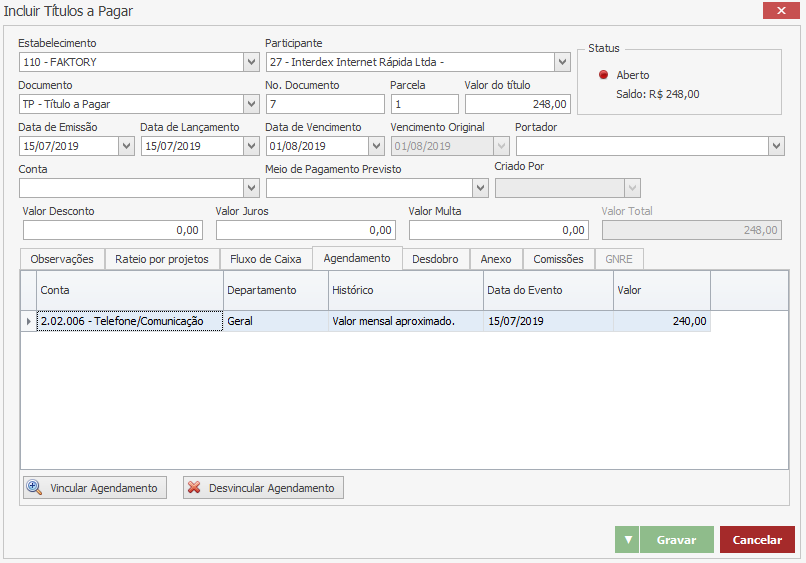 Incluir Títulos a Pagar
Estabelecimento
Participante
Status
110 - FAKTORY
27 - Interdex Internet Rápida Ltda -
Aberto
Saldo: R$ 248,00
Documento
No. Documento
Parcela
Valor do título
TP - Título a Pagar
7
1
248,00
Data de Emissão
Data de Lançamento
Data de Vencimento
Vencimento Original
Portador
15/07/2019
15/07/2019
01/08/2019
01/08/2019
Conta
Meio de Pagamento Previsto
Criado Por
Valor Desconto
Valor Juros
Valor Multa
Valor Total
0,00
0,00
0,00
248,00
Observações
Rateio por projetos
Fluxo de Caixa
Agendamento
Desdobro
Anexo
Comissões
GNRE
Conta
Departamento
Histórico
Data do Evento
Valor
2.02.006 - Telefone/Comunicação
Geral
Valor mensal aproximado.
15/07/2019
240,00
Vincular Agendamento
Desvincular Agendamento
Gravar
Cancelar